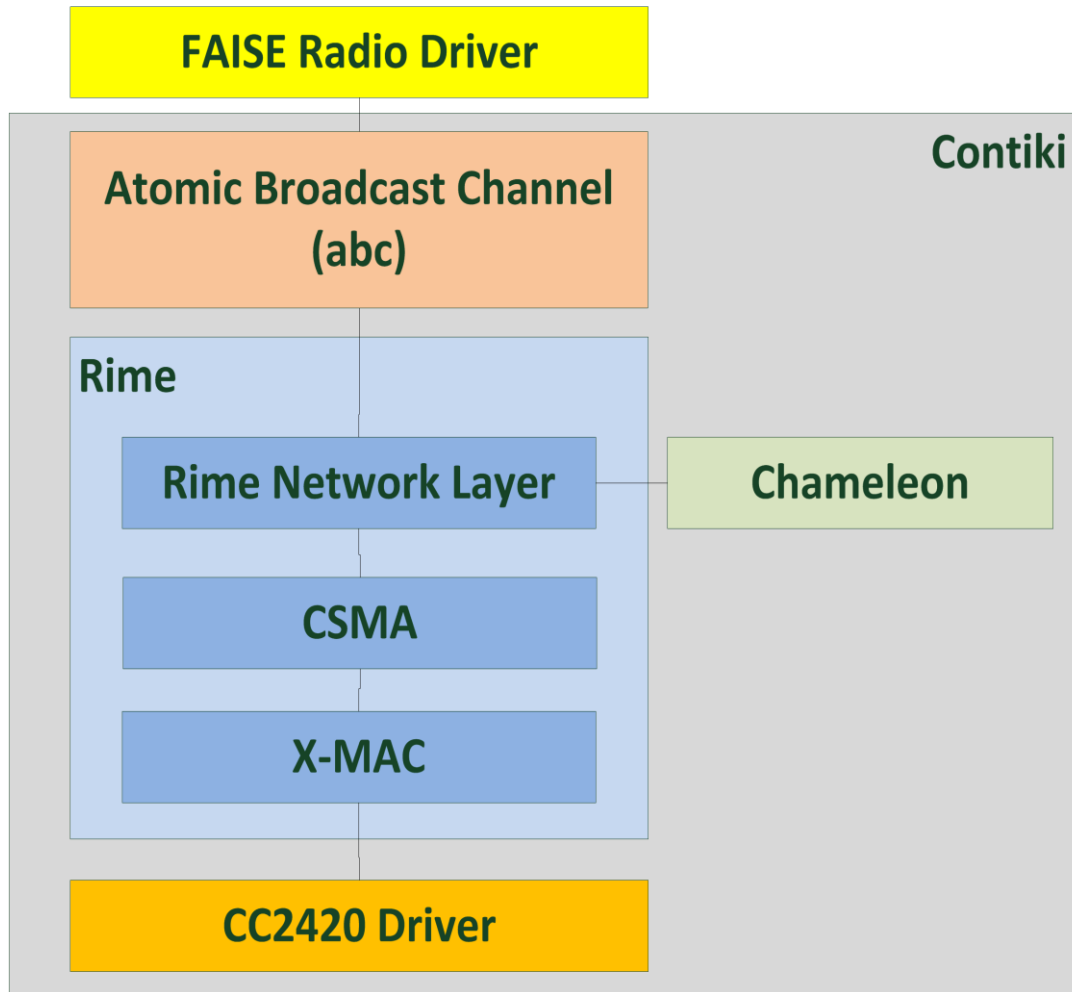 FAISE Radio Driver
Contiki
Atomic Broadcast Channel
(abc)
Rime
Rime Network Layer
Chameleon
CSMA
X-MAC
CC2420 Driver